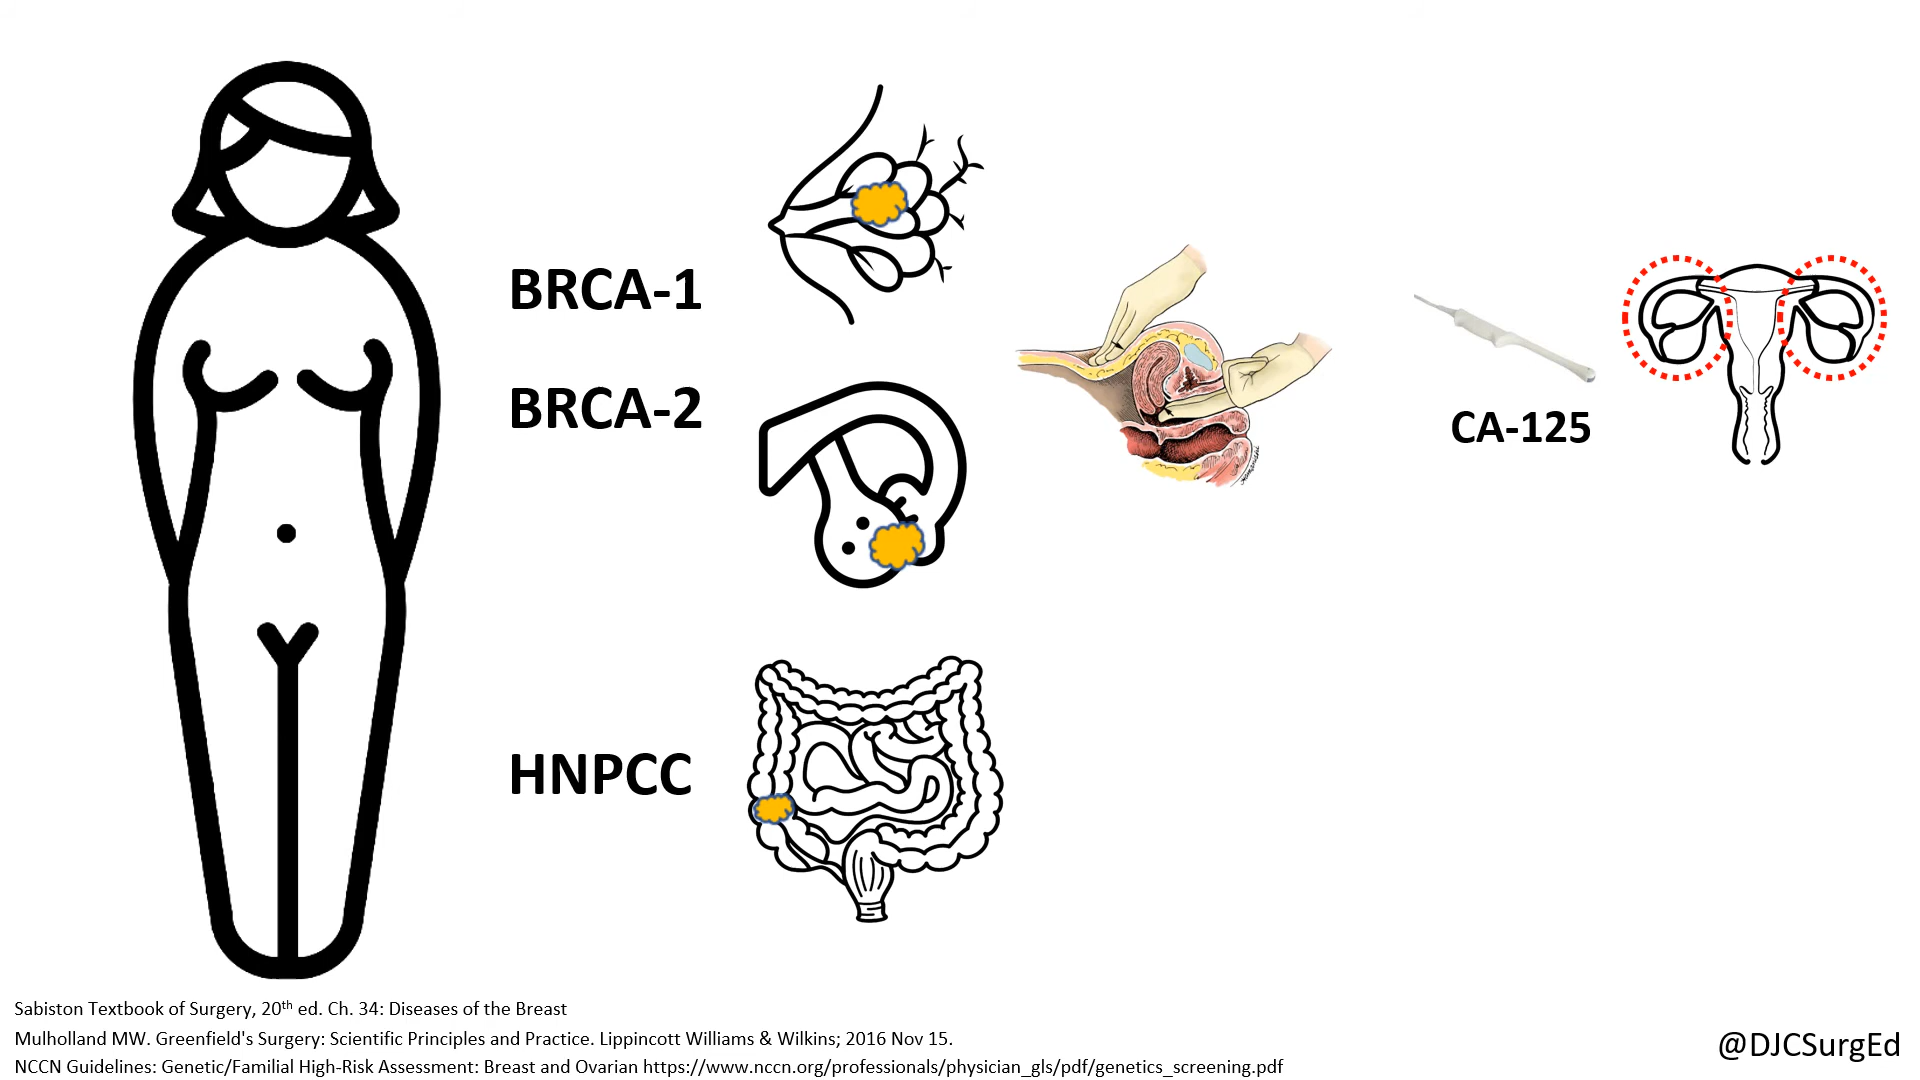 BRCA-1
BRCA-2
CA-125
HNPCC
Sabiston Textbook of Surgery, 20th ed. Ch. 34: Diseases of the Breast
Mulholland MW. Greenfield's Surgery: Scientific Principles and Practice. Lippincott Williams & Wilkins; 2016 Nov 15.
NCCN Guidelines: Genetic/Familial High-Risk Assessment: Breast and Ovarian https://www.nccn.org/professionals/physician_gls/pdf/genetics_screening.pdf
@DJCSurgEd